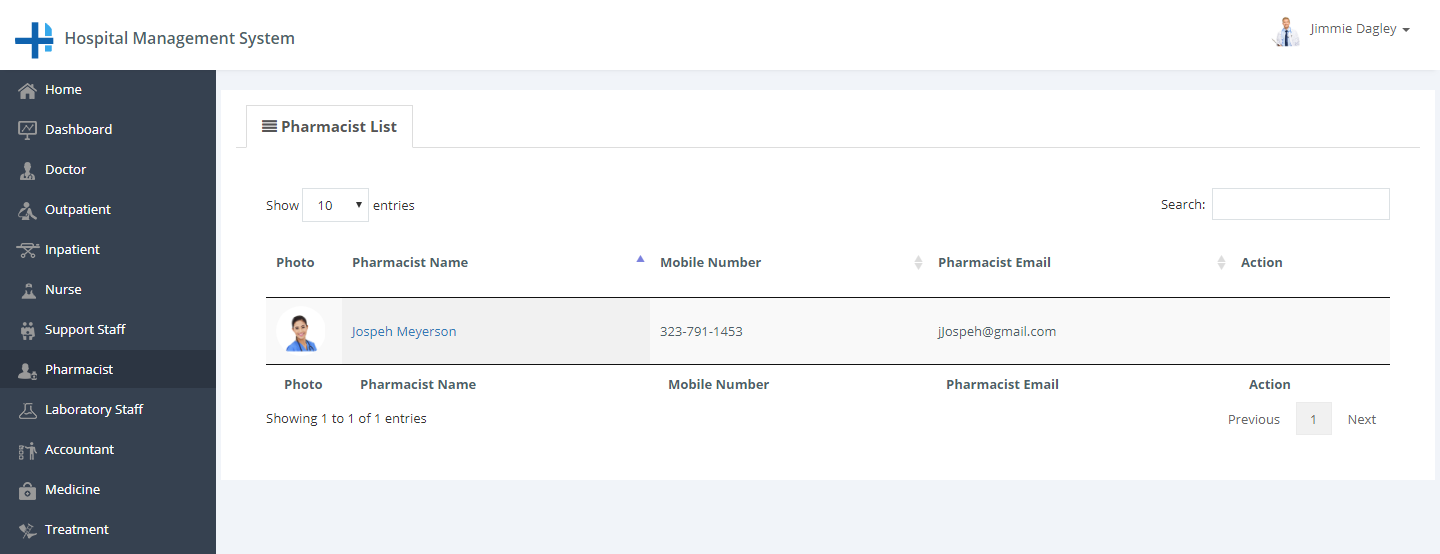 Hospital Management System
Jimmie Dagley
Home
Dashboard
Doctor
Outpatient
Inpatient
Nurse
Support Staff
Pharmacist
Laboratory Staff
Accountant
Medicine
Treatment
Pharmacist List
Show 10 entries
Search:
Photo Pharmacist Name Mobile Number Pharmacist Email Action
Jospeh Meyerson 323-791-1453 jJospeh@gmail.com
Photo Pharmacist Name Mobile Number Pharmacist Email Action
Showing 1 to 1 of 1 entries
Previous 1 Next